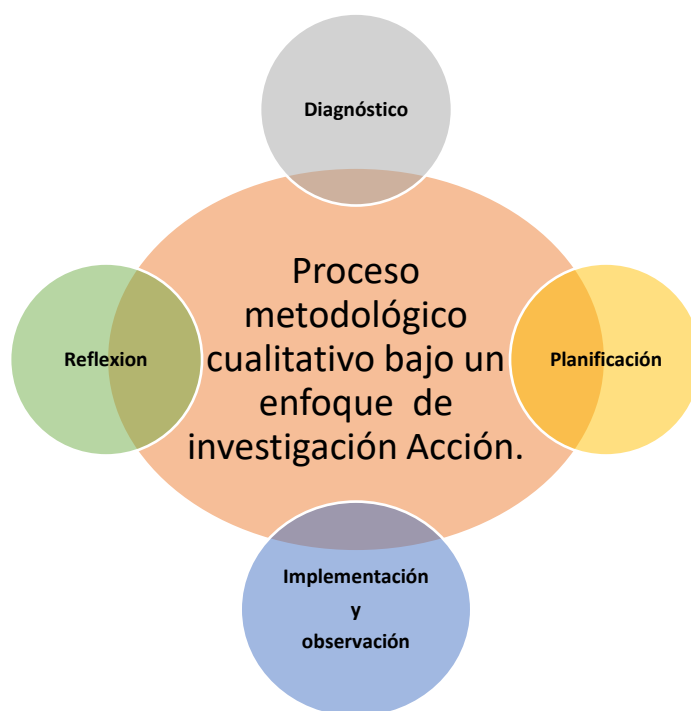 Diagnóstico
Proceso
metodológico
cualitativo bajo un
enfoque de
investigación Acción.
Reflexion
Planificación
Implementación
y
observación